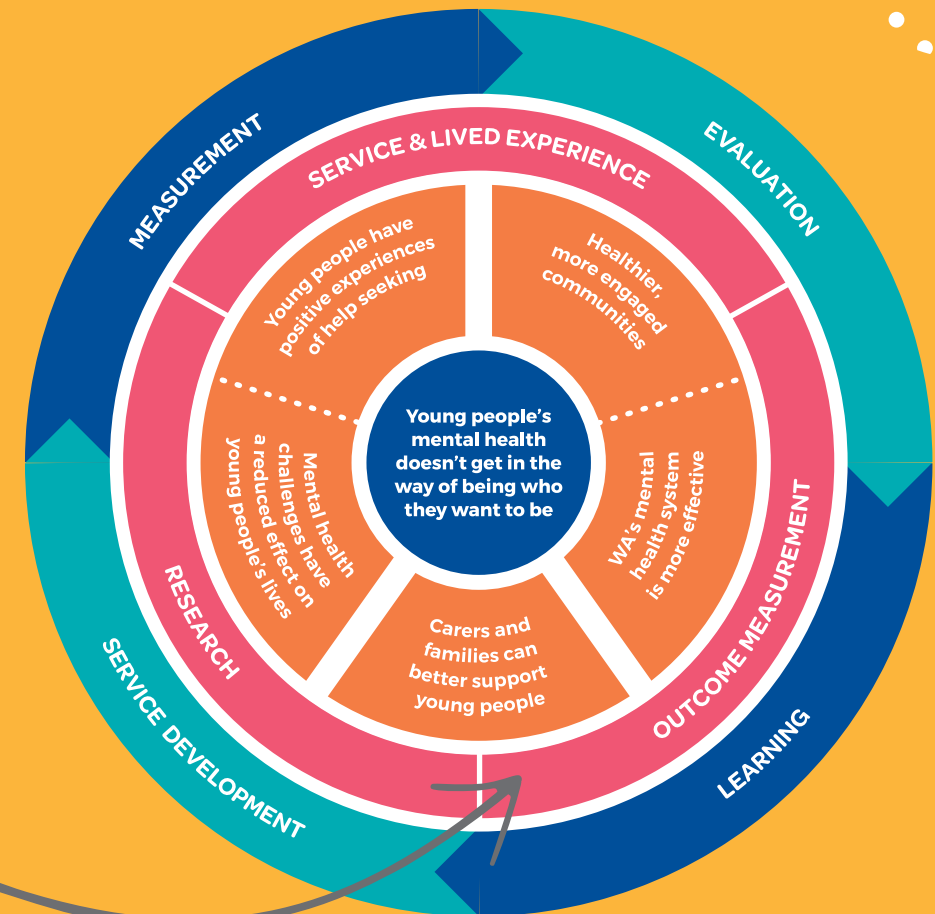 MEASUREMENT
EVALUATION
LEARNING
SERVICE DEVELOPMENT
SERVICE & LIVED EXPERIENCE
OUTCOME MEASUREMENT
RESEARCH
Young people have
positive experiences
of help seeking
Healthier,
more engaged
communities
WA's mental
health system
is more effective
Carers and
families can
better support
young people
Mental health
challenges have
a reduced effect on
young people's lives
Young people's
mental health
doesn't get in the
way of being who
they want to be